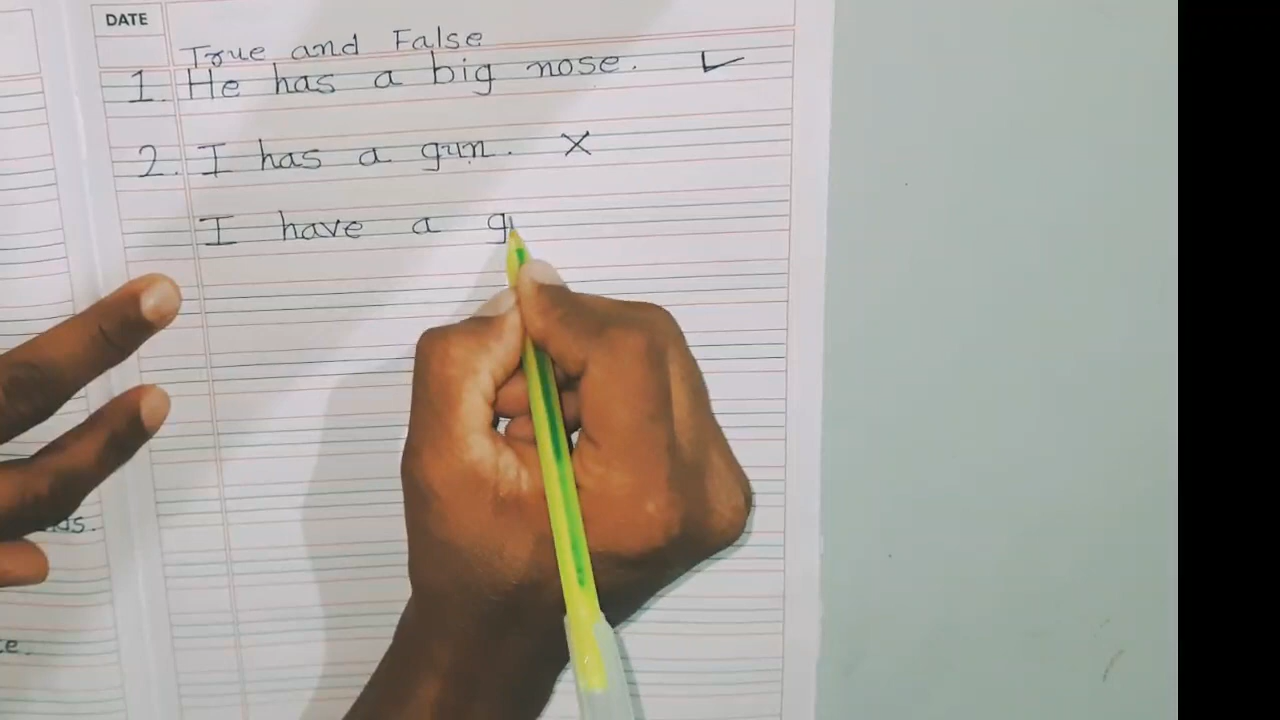 DATE
True and False
1. He has a big nose. ✓
2. I has a gun. X
I have a g